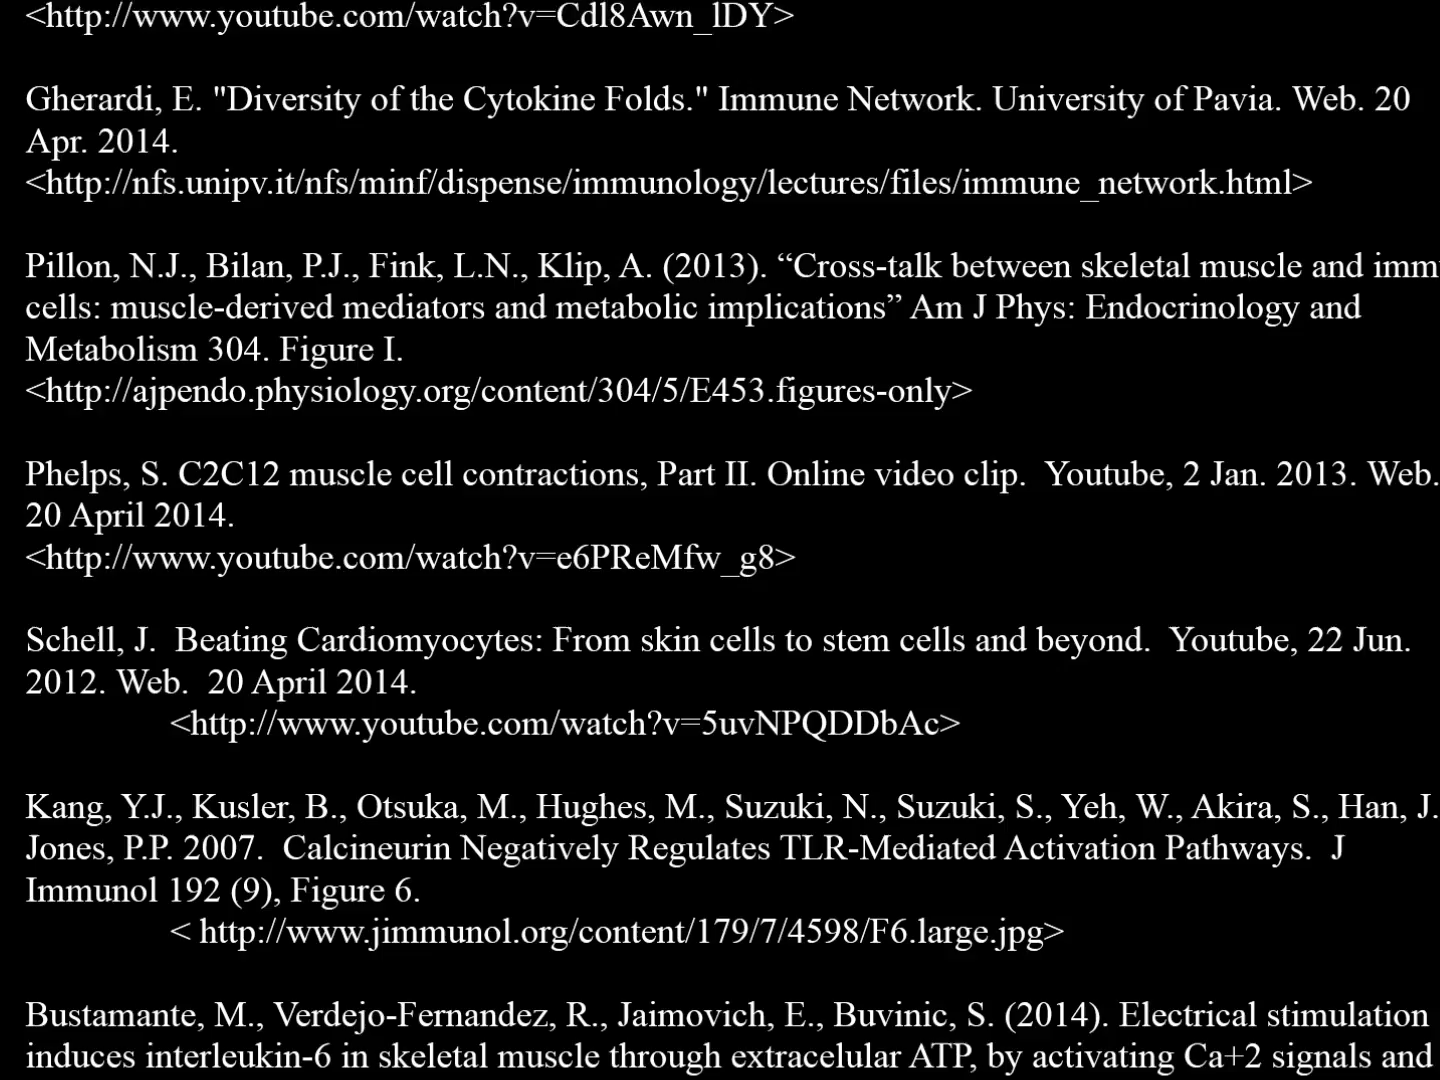 <http://www.youtube.com/watch?v=Cdl8Awn_lDY>
Gherardi, E. "Diversity of the Cytokine Folds." Immune Network. University of Pavia. Web. 20
Apr. 2014.
<http://nfs.unipv.it/nfs/minf/dispense/immunology/lectures/files/immune_network.html>
Pillon, N.J., Bilan, P.J., Fink, L.N., Klip, A. (2013). “Cross-talk between skeletal muscle and imm
cells: muscle-derived mediators and metabolic implications” Am J Phys: Endocrinology and
Metabolism 304. Figure I.
<http://ajpendo.physiology.org/content/304/5/E453.figures-only>
Phelps, S. C2C12 muscle cell contractions, Part II. Online video clip.  Youtube, 2 Jan. 2013. Web.
20 April 2014.
<http://www.youtube.com/watch?v=e6PReMfw_g8>
Schell, J.  Beating Cardiomyocytes: From skin cells to stem cells and beyond.  Youtube, 22 Jun.
2012. Web.  20 April 2014.
<http://www.youtube.com/watch?v=5uvNPQDDbAc>
Kang, Y.J., Kusler, B., Otsuka, M., Hughes, M., Suzuki, N., Suzuki, S., Yeh, W., Akira, S., Han, J.
Jones, P.P. 2007.  Calcineurin Negatively Regulates TLR-Mediated Activation Pathways.  J
Immunol 192 (9), Figure 6.
< http://www.jimmunol.org/content/179/7/4598/F6.large.jpg>
Bustamante, M., Verdejo-Fernandez, R., Jaimovich, E., Buvinic, S. (2014). Electrical stimulation
induces interleukin-6 in skeletal muscle through extracelular ATP, by activating Ca+2 signals and